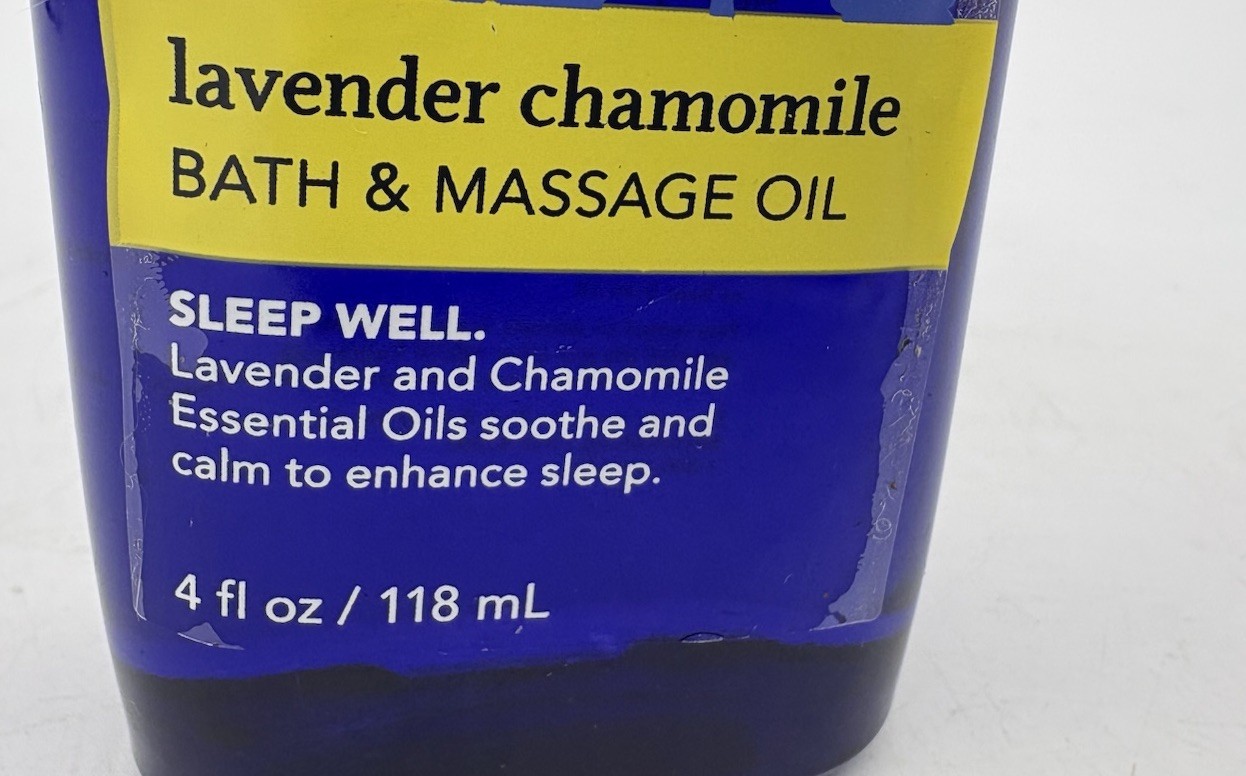 lavender chamomile
BATH & MASSAGE OIL
SLEEP WELL.
Lavender and Chamomile
Essential Oils soothe and
calm to enhance sleep.
4 fl oz / 118 mL